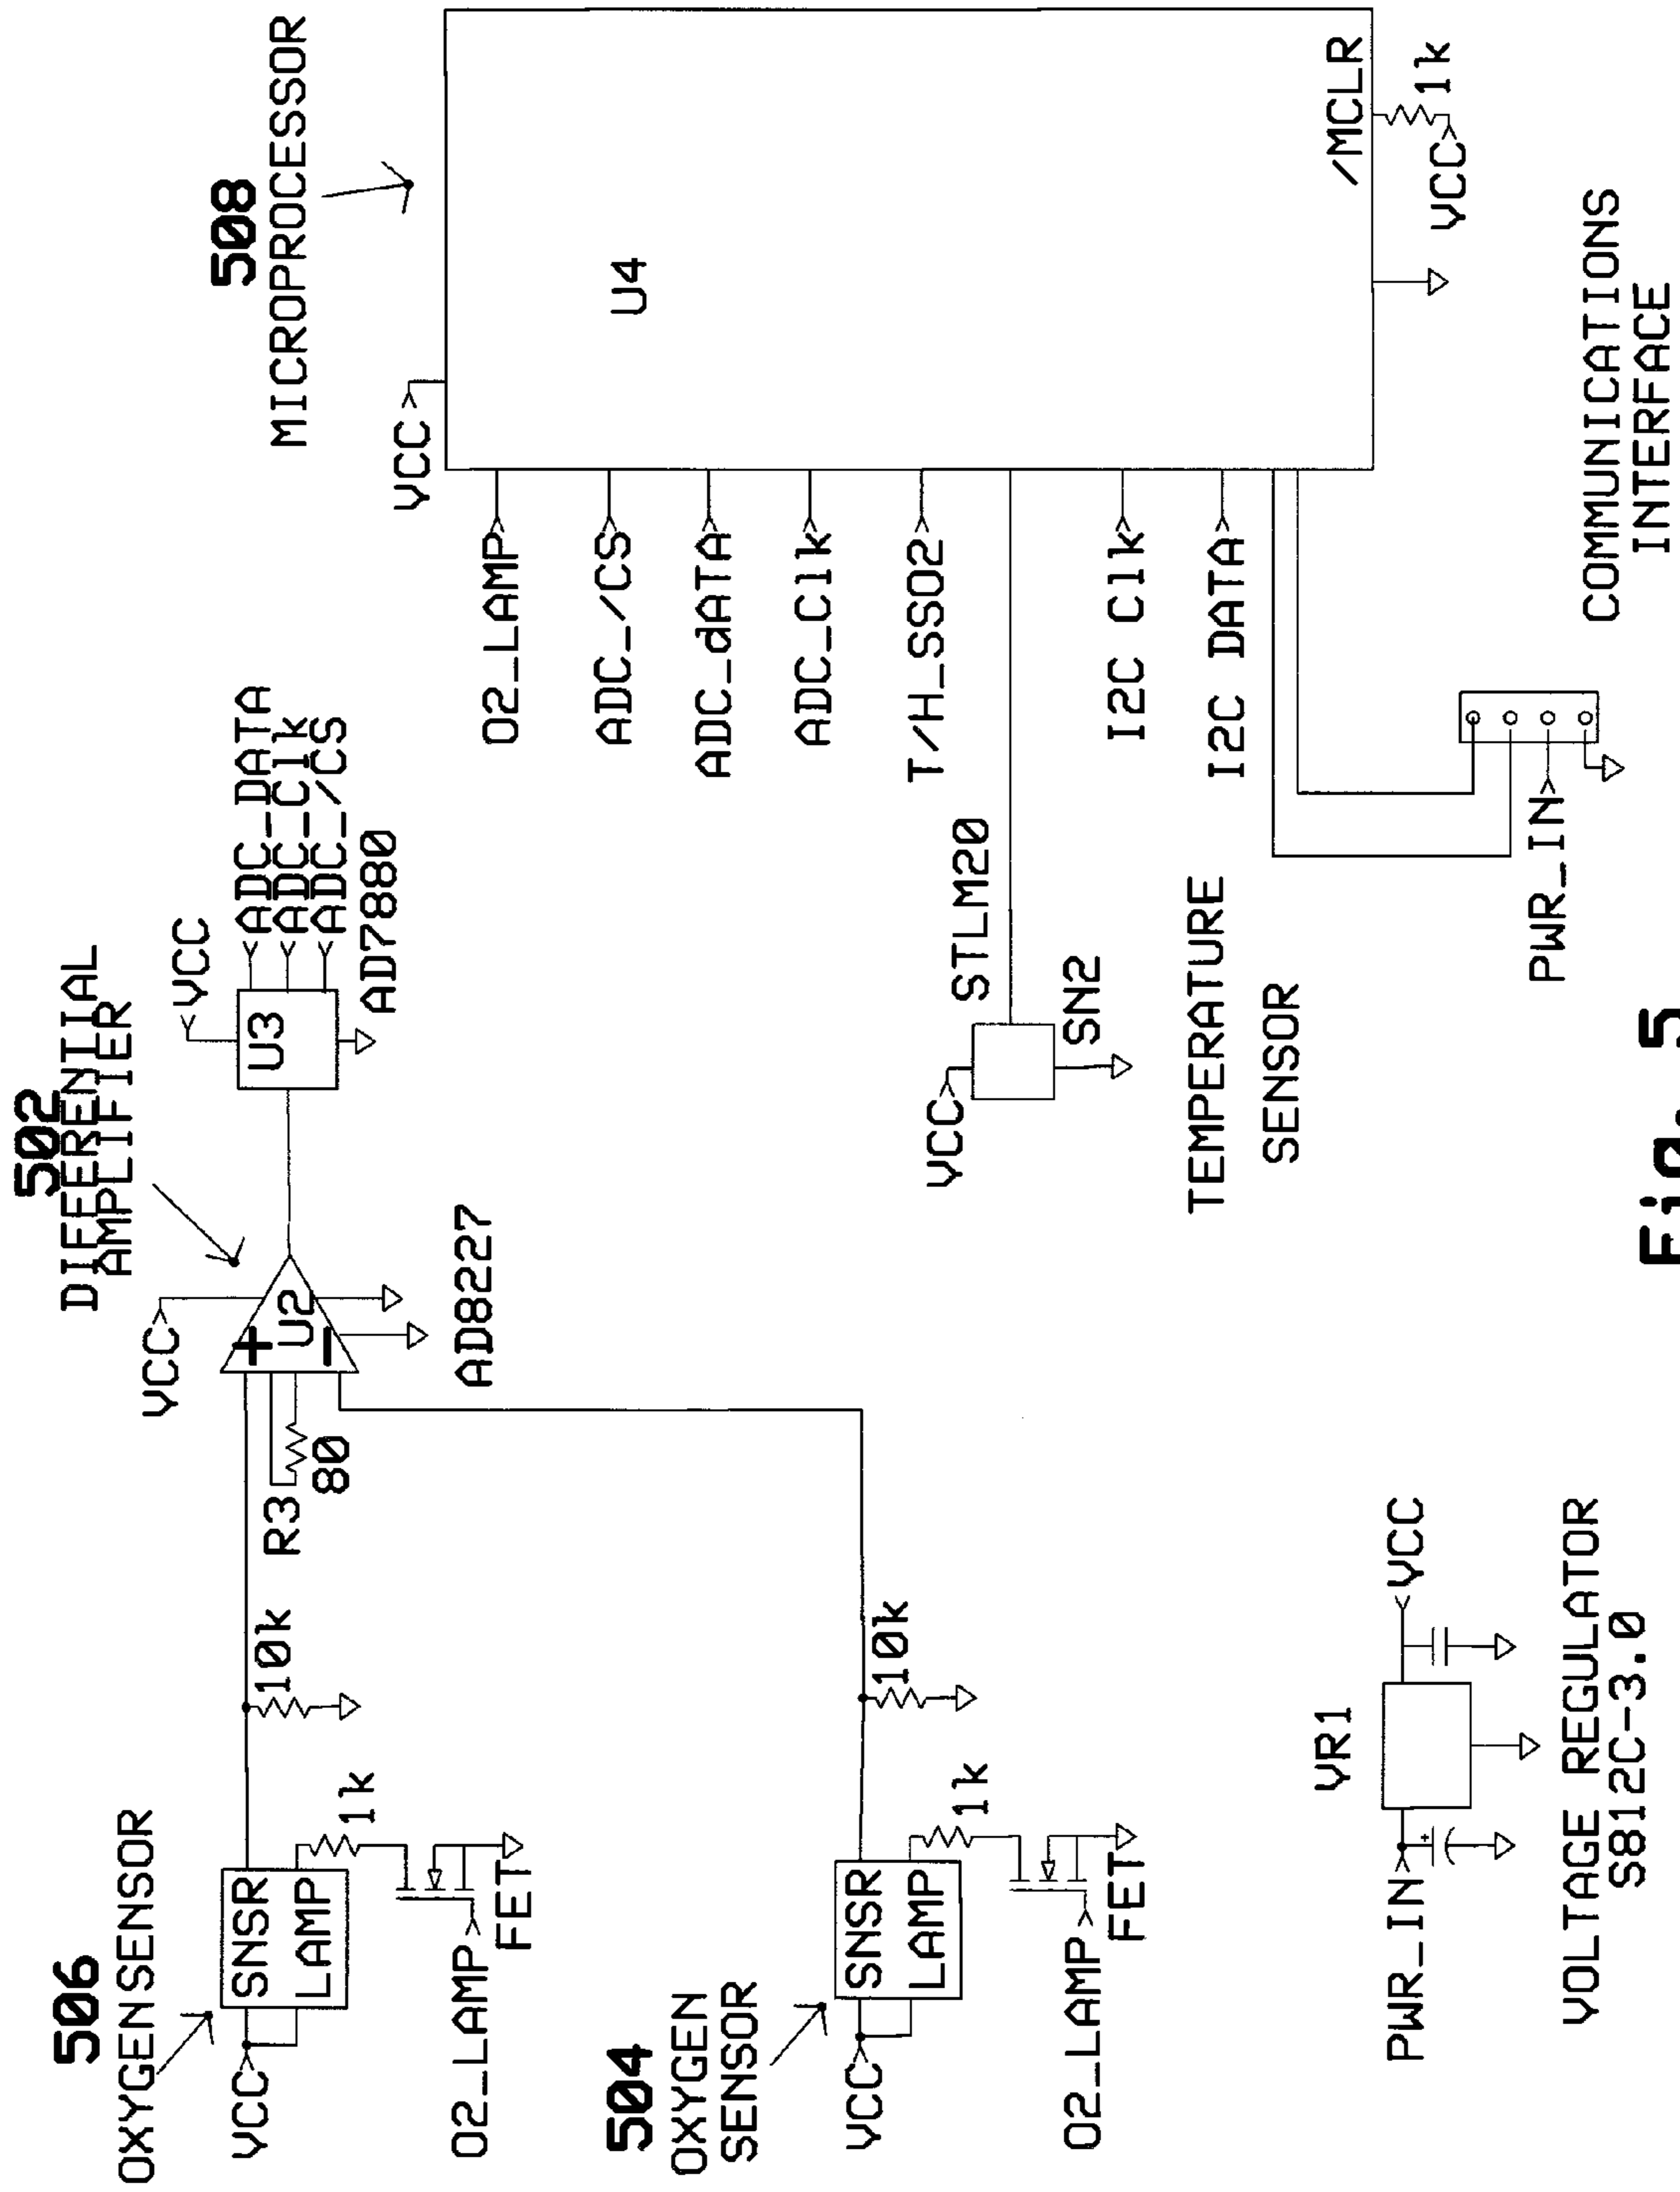 506
OXYGENSENSOR
VCC
SNSR
LAMP
1k
O2_LAMP
FET
10k
R3
80
502
DIFFERENTIAL
AMPLIFIER
VCC
+
U2
−
AD8227
VCC
U3
ADC_DATA
ADC_Clk
ADC_/CS
AD7880
504
OXYGEN
SENSOR
VCC
SNSR
LAMP
1k
O2_LAMP
FET
10k
508
MICROPROCESSOR
VCC
U4
O2_LAMP
ADC_/CS
ADC_dATA
ADC_Clk
T/H_SSO2
I2C Clk
I2C DATA
/MCLR
1k
VCC
STLM20
VCC
SN2
TEMPERATURE
SENSOR
PWR_IN
COMMUNICATIONS
INTERFACE
VR1
PWR_IN
+
VCC
VOLTAGE REGULATOR
S812C-3.0
Fig. 5